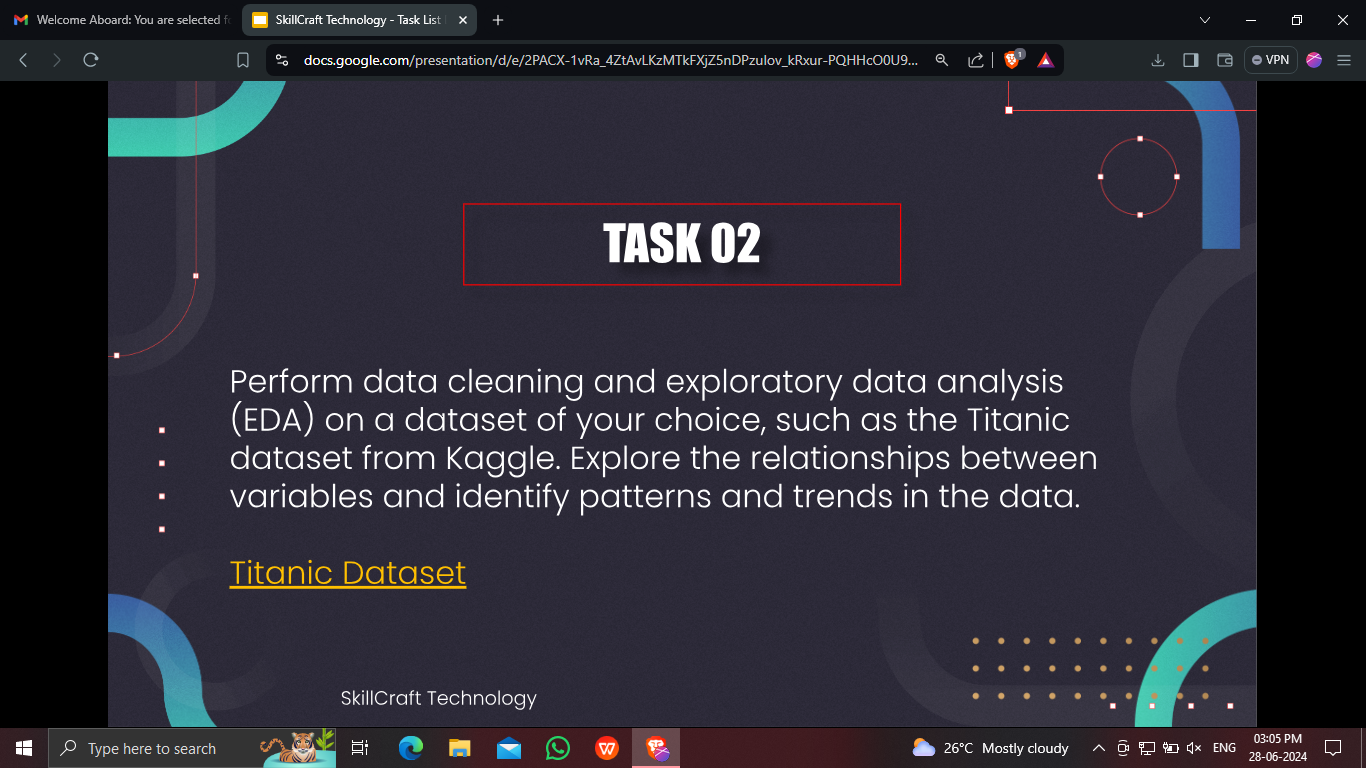 Welcome Aboard: You are selected f
SkillCraft Technology - Task List
docs.google.com/presentation/d/e/2PACX-1vRa_4ZtAvLKzMTkFXjZ5nDPzulov_kRxur-PQHHcO0U9...
1
VPN
TASK 02
Perform data cleaning and exploratory data analysis
(EDA) on a dataset of your choice, such as the Titanic
dataset from Kaggle. Explore the relationships between
variables and identify patterns and trends in the data.
Titanic Dataset
SkillCraft Technology
Type here to search
26°C Mostly cloudy
ENG
03:05 PM
28-06-2024